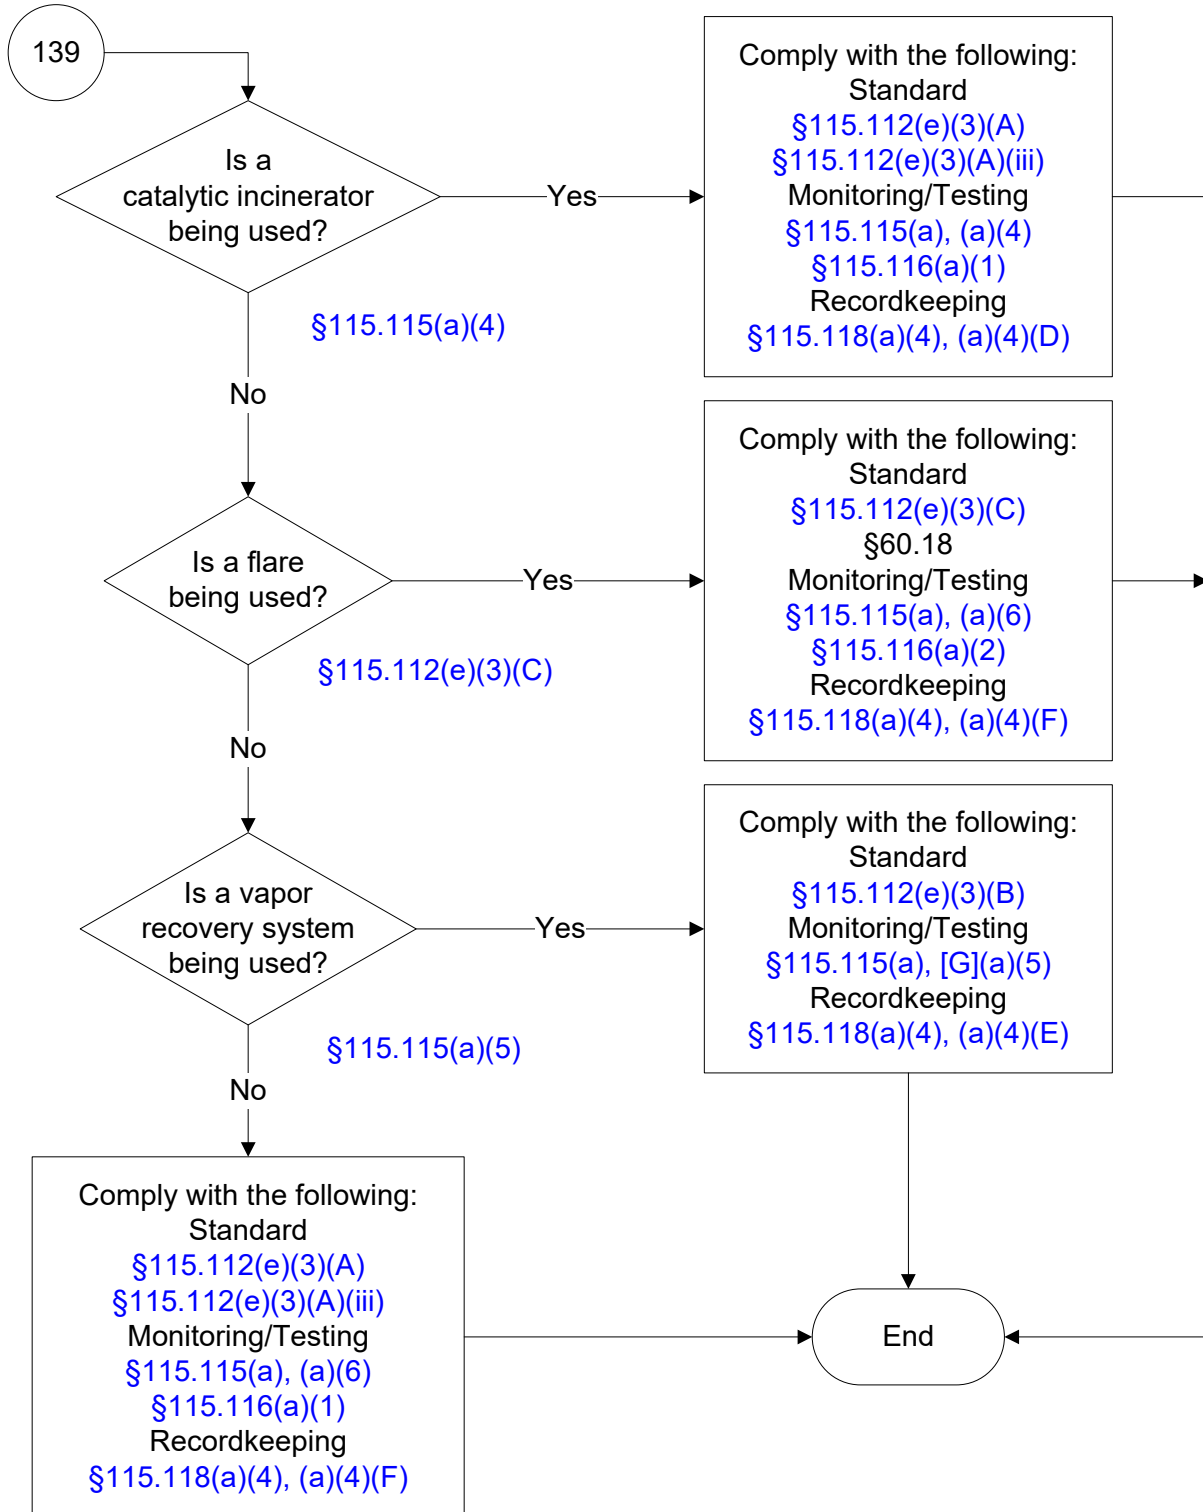 139
Is a
catalytic incinerator
being used?
Yes
§115.115(a)(4)
No
Comply with the following:
Standard
§115.112(e)(3)(A)
§115.112(e)(3)(A)(iii)
Monitoring/Testing
§115.115(a), (a)(4)
§115.116(a)(1)
Recordkeeping
§115.118(a)(4), (a)(4)(D)
Is a flare
being used?
Yes
§115.112(e)(3)(C)
No
Comply with the following:
Standard
§115.112(e)(3)(C)
§60.18
Monitoring/Testing
§115.115(a), (a)(6)
§115.116(a)(2)
Recordkeeping
§115.118(a)(4), (a)(4)(F)
Is a vapor
recovery system
being used?
Yes
§115.115(a)(5)
No
Comply with the following:
Standard
§115.112(e)(3)(B)
Monitoring/Testing
§115.115(a), [G](a)(5)
Recordkeeping
§115.118(a)(4), (a)(4)(E)
Comply with the following:
Standard
§115.112(e)(3)(A)
§115.112(e)(3)(A)(iii)
Monitoring/Testing
§115.115(a), (a)(6)
§115.116(a)(1)
Recordkeeping
§115.118(a)(4), (a)(4)(F)
End